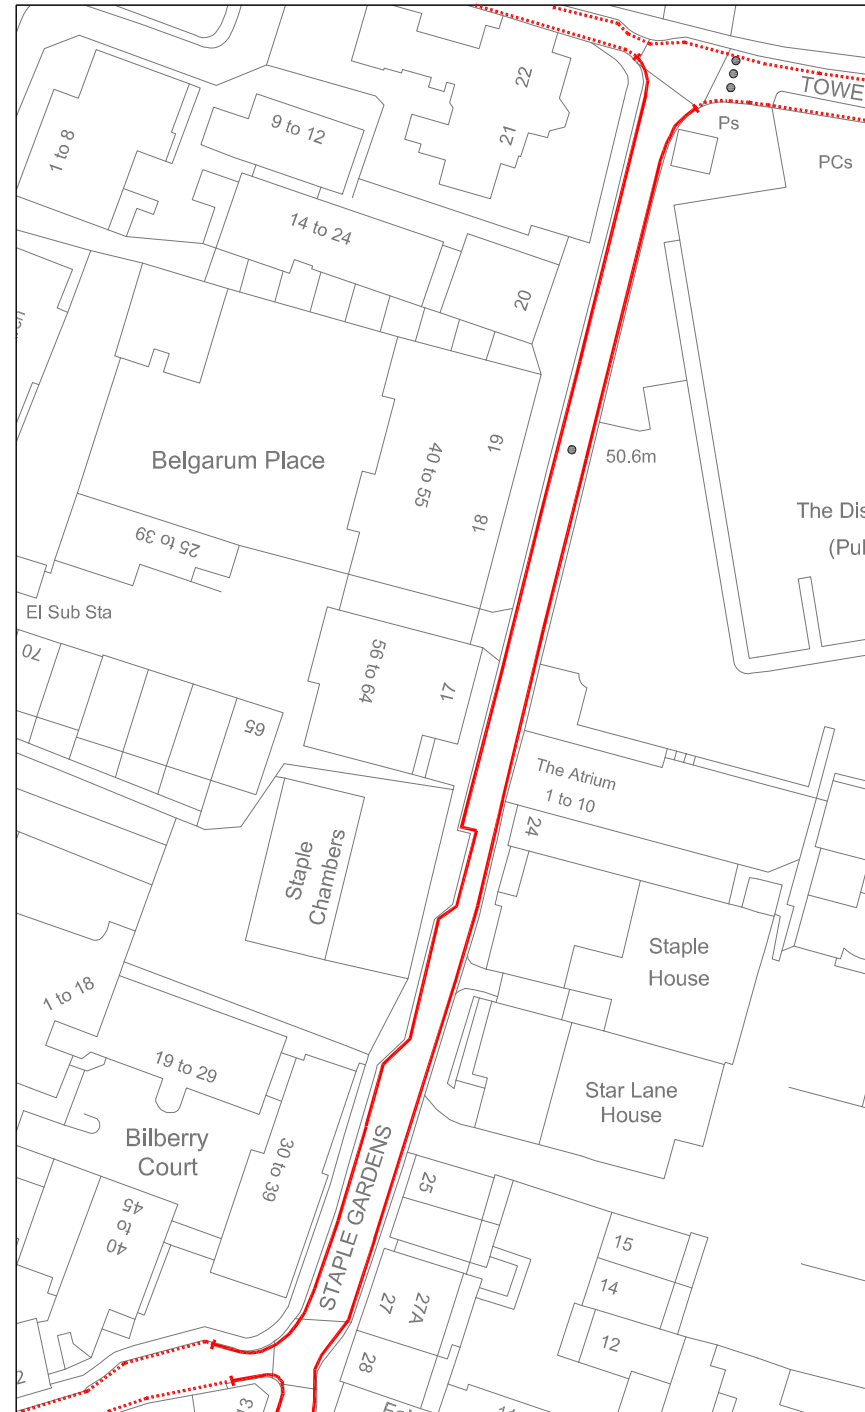 22
TOWE
21
9 to 12
Ps
1 to 8
PCs
14 to 24
20
19
40 to 55
Belgarum Place
50.6m
18
The Dis
(Pul
25 to 39
El Sub Sta
70
56 to 64
17
65
The Atrium
1 to 10
24
Staple
Chambers
Staple
House
1 to 18
19 to 29
Star Lane
House
Bilberry
Court
30 to 39
STAPLE GARDENS
25
40
to
45
15
14
27
27A
12
28
2